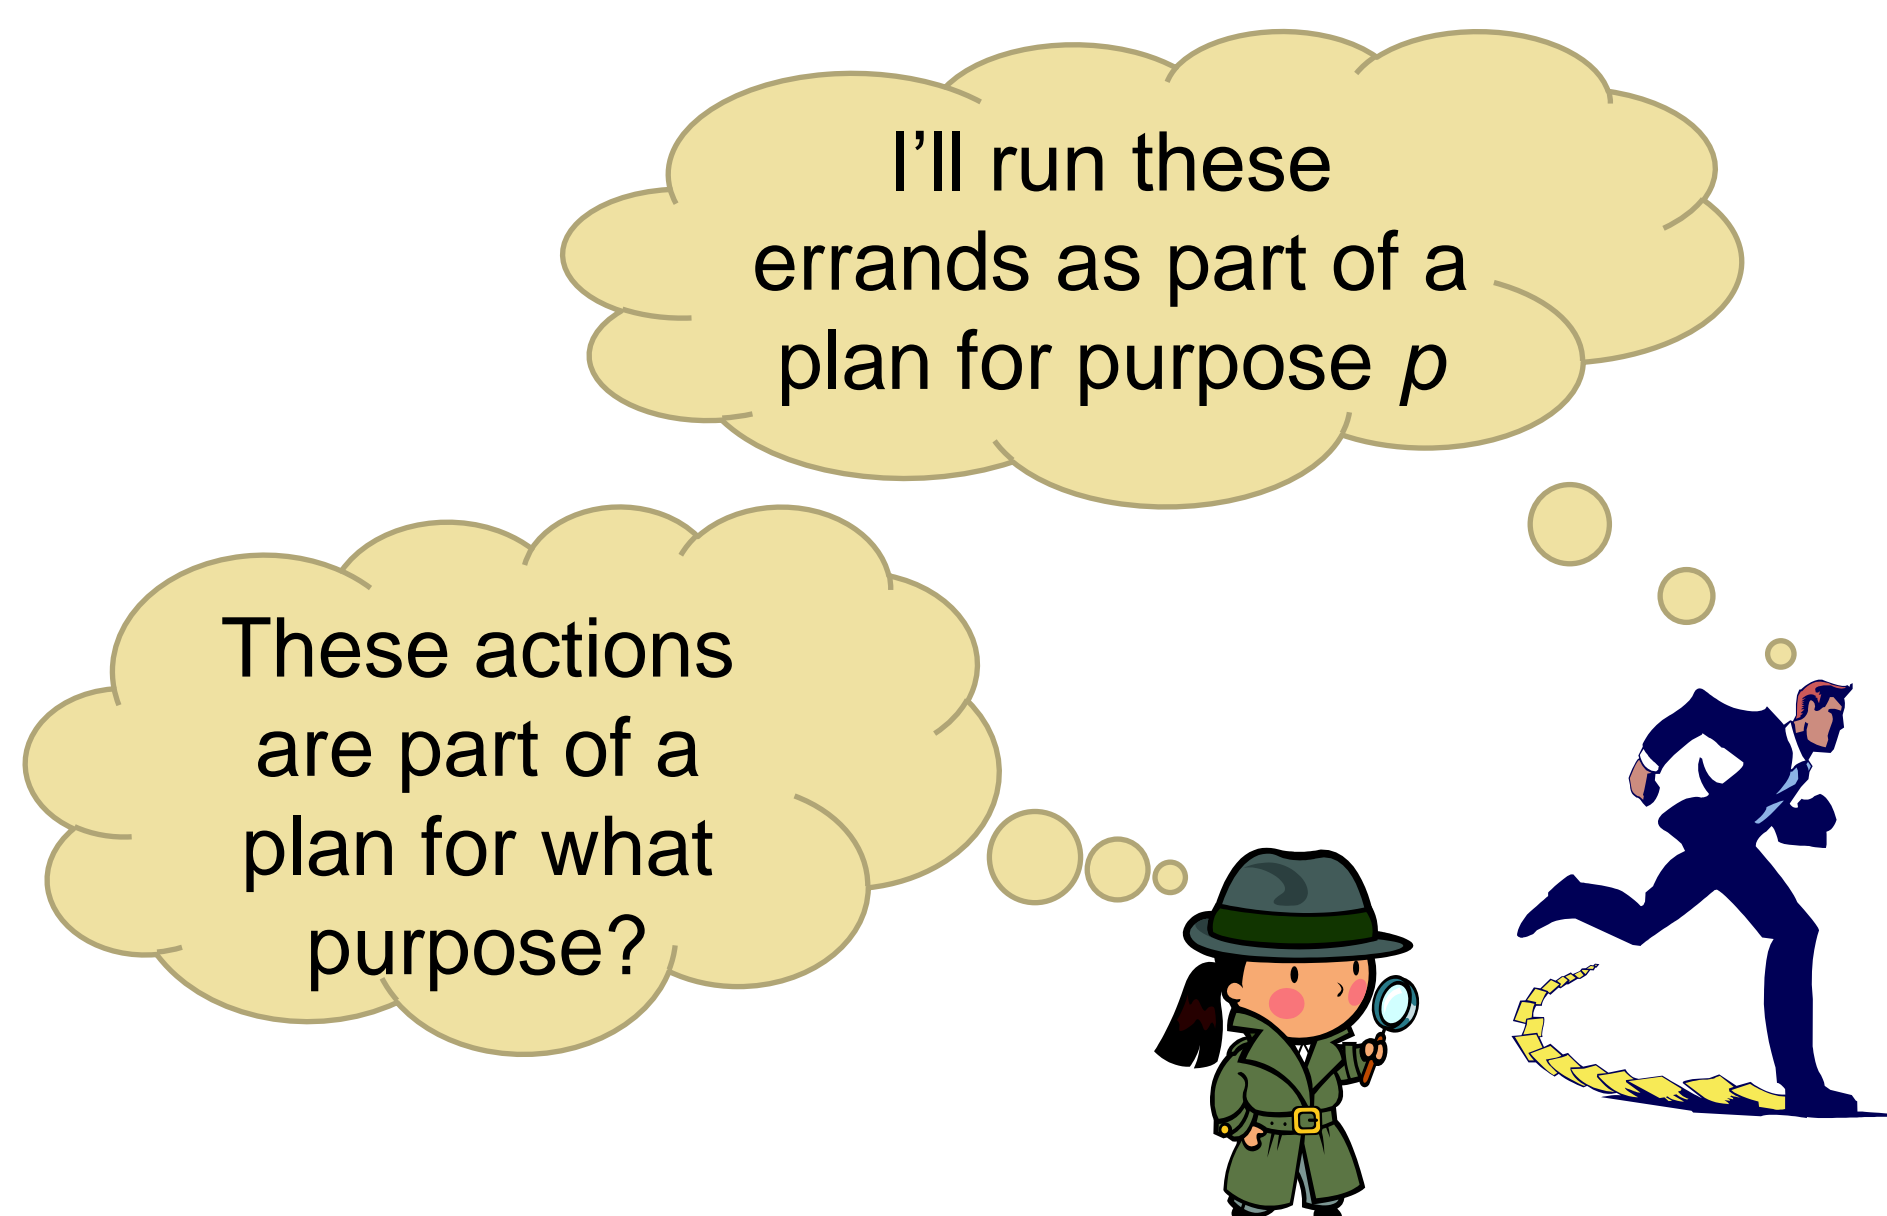 I’ll run these
errands as part of a
plan for purpose p
These actions
are part of a
plan for what
purpose?